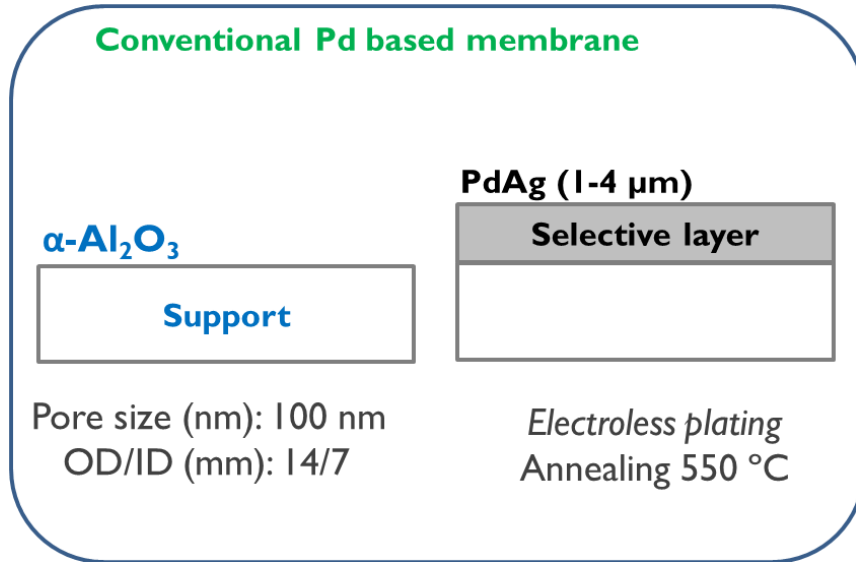 Conventional Pd based membrane
α-Al₂O₃
Support
Pore size (nm): 100 nm
OD/ID (mm): 14/7
PdAg (1-4 μm)
Selective layer
Electroless plating
Annealing 550 ºC